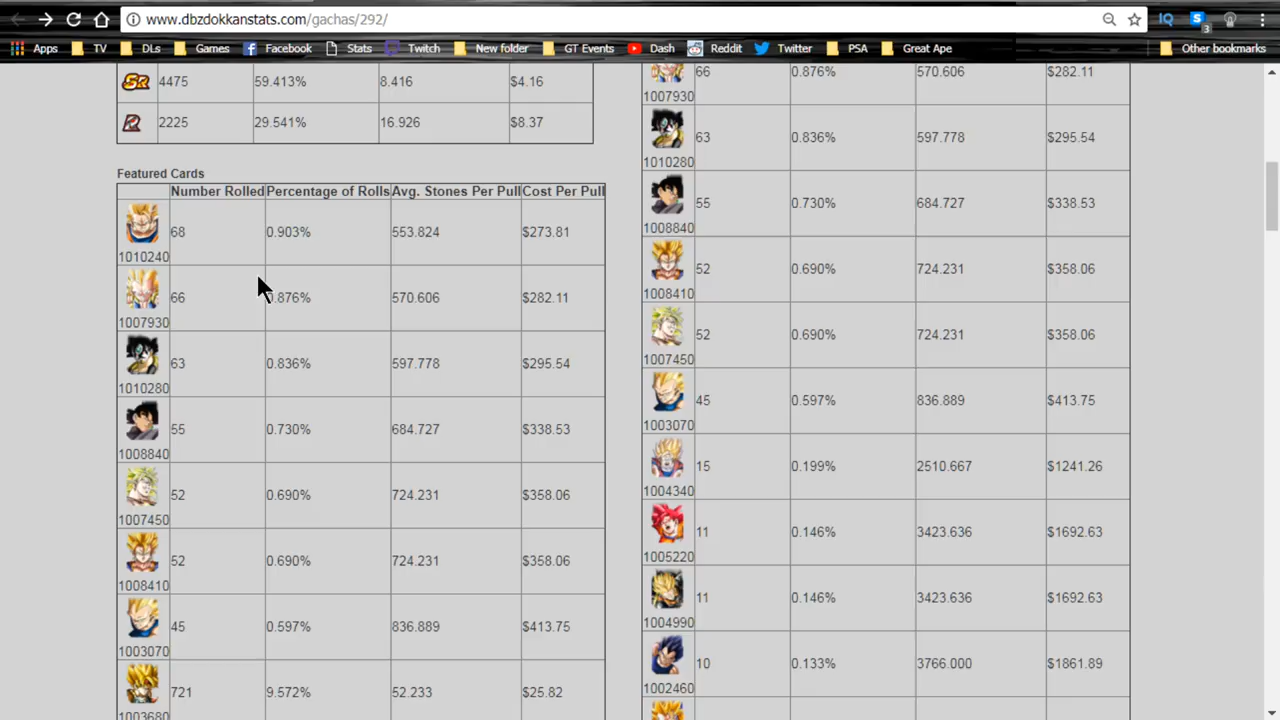 www.dbzdokkanstats.com/gachas/292/
Apps TV DLs Games Facebook Stats Twitch New folder GT Events Dash Reddit Twitter PSA Great Ape Other bookmarks
SR 4475 59.413% 8.416 $4.16
R 2225 29.541% 16.926 $8.37
Featured Cards
Number Rolled Percentage of Rolls Avg. Stones Per Pull Cost Per Pull
68 0.903% 553.824 $273.81
1010240
66 0.876% 570.606 $282.11
1007930
63 0.836% 597.778 $295.54
1010280
55 0.730% 684.727 $338.53
1008840
52 0.690% 724.231 $358.06
1007450
52 0.690% 724.231 $358.06
1008410
45 0.597% 836.889 $413.75
1003070
721 9.572% 52.233 $25.82
1003680
66 0.876% 570.606 $282.11
1007930
63 0.836% 597.778 $295.54
1010280
55 0.730% 684.727 $338.53
1008840
52 0.690% 724.231 $358.06
1008410
52 0.690% 724.231 $358.06
1007450
45 0.597% 836.889 $413.75
1003070
15 0.199% 2510.667 $1241.26
1004340
11 0.146% 3423.636 $1692.63
1005220
11 0.146% 3423.636 $1692.63
1004990
10 0.133% 3766.000 $1861.89
1002460